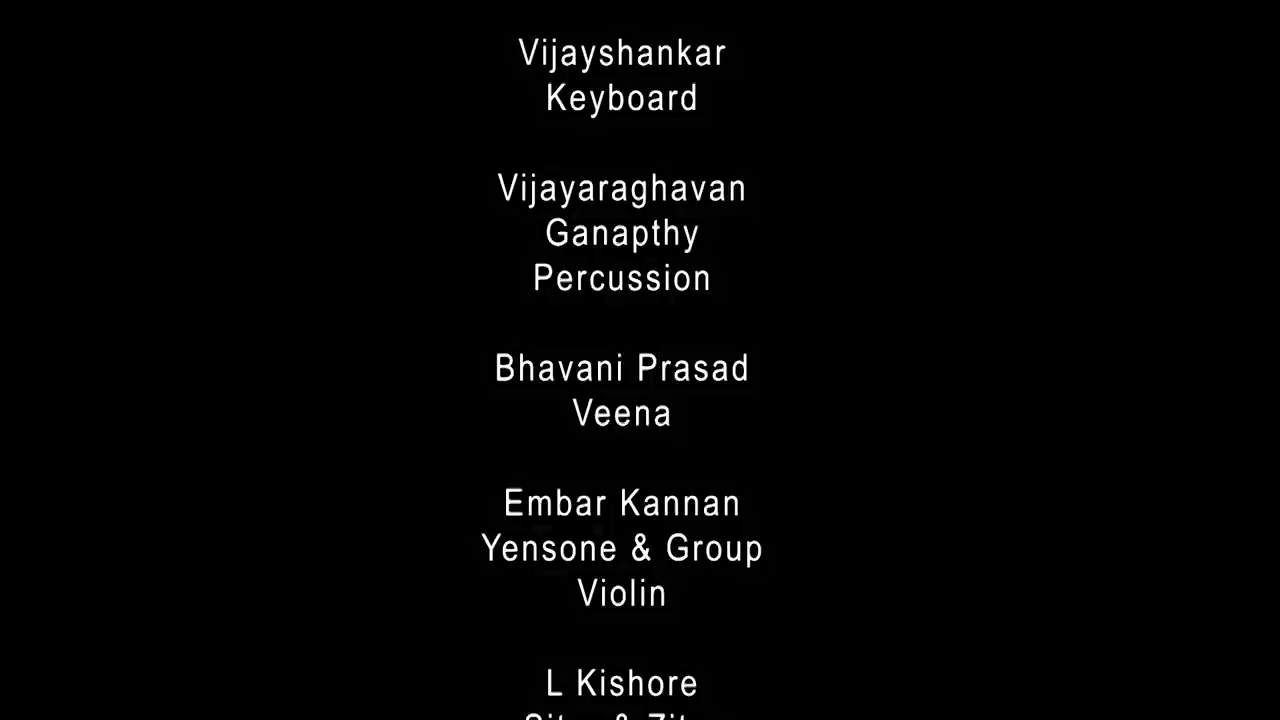 Vijayshankar
Keyboard
Vijayaraghavan
Ganapthy
Percussion
Bhavani Prasad
Veena
Embar Kannan
Yensone & Group
Violin
L Kishore